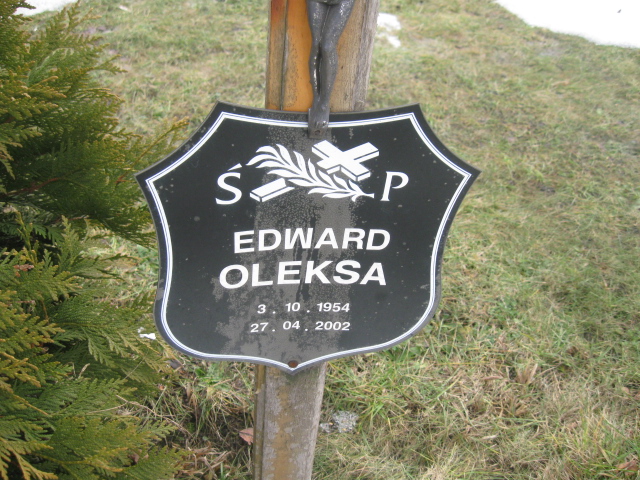 Ś P
EDWARD
OLEKSA
3 . 10 . 1954
27 . 04 . 2002